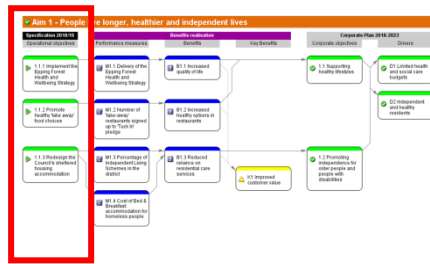 Aim 1 - People live longer, healthier and independent lives
Specification 2018/19
Benefits realisation
Corporate Plan 2018-2023
Operational objectives
Performance measures
Benefits
Key Benefits
Corporate objectives
Drivers
1.1.1 Implement the
Epping Forest
Health and
Wellbeing Strategy
M1.1 Delivery of the
Epping Forest
Health and
Wellbeing Strategy
B1.1 Increased
quality of life
1.1 Supporting
healthy lifestyles
D1 Limited health
and social care
budgets
1.1.2 Promote
healthy 'take away'
food choices
M1.2 Number of
'take-away'
restaurants signed
up to 'Tuck in'
pledge
B1.2 Increased
healthy options in
restaurants
D2 Independent
and healthy
residents
1.1.3 Redesign the
Council's sheltered
housing
accommodation
M1.3 Percentage of
Independent Living
Schemes in the
district
B1.3 Reduced
reliance on
residential care
services
K1 Improved
customer value
1.2 Promoting
independence for
older people and
people with
disabilities
M1.4 Cost of Bed &
Breakfast
accommodation for
homeless people